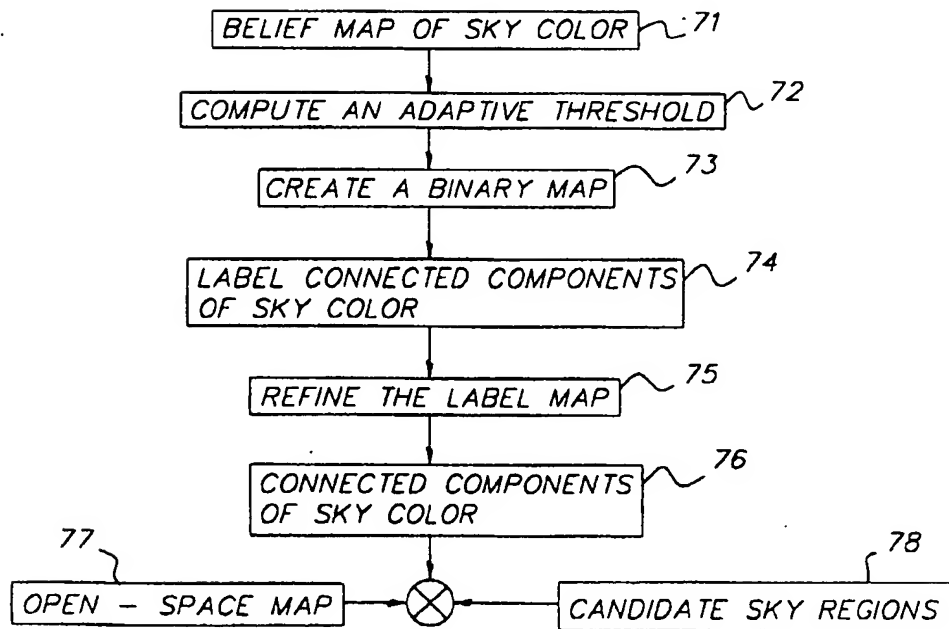 BELIEF MAP OF SKY COLOR
71
COMPUTE AN ADAPTIVE THRESHOLD
72
CREATE A BINARY MAP
73
LABEL CONNECTED COMPONENTS
OF SKY COLOR
74
REFINE THE LABEL MAP
75
CONNECTED COMPONENTS
OF SKY COLOR
76
77
OPEN – SPACE MAP
78
CANDIDATE SKY REGIONS